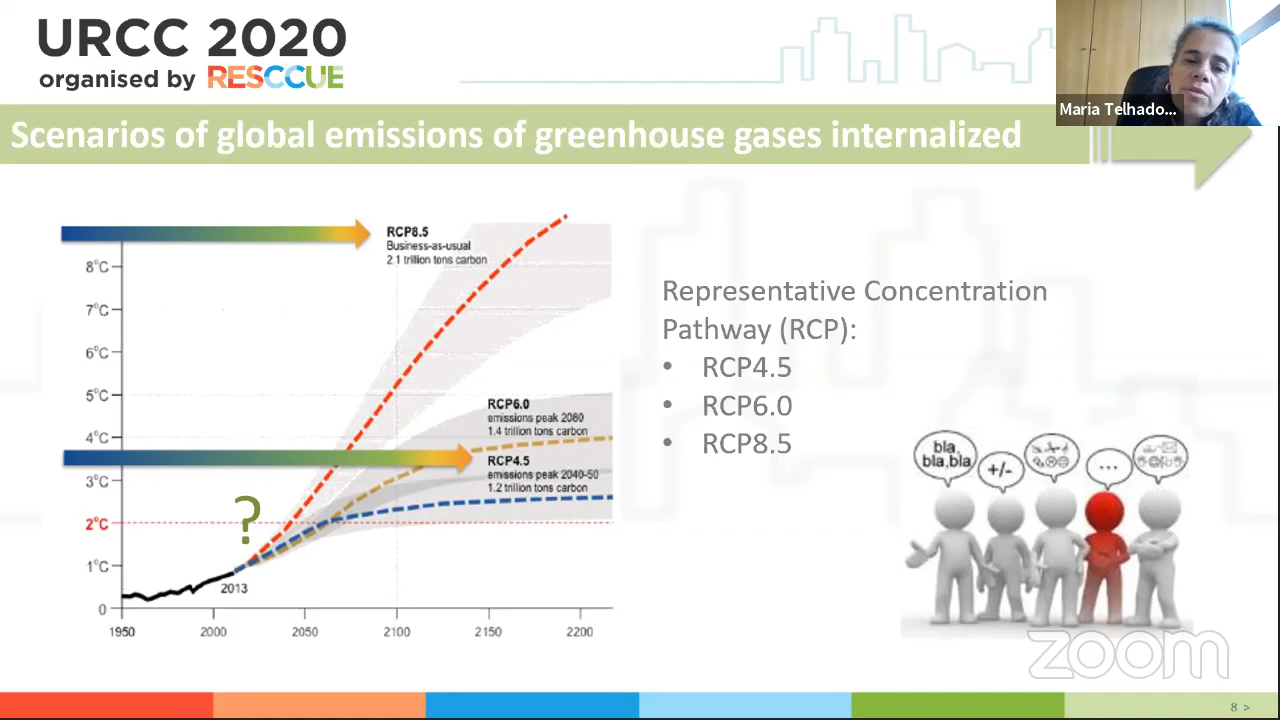 URCC 2020
organised by RESCCUE
Maria Telhado...
Scenarios of global emissions of greenhouse gases internalized
RCP8.5
Business-as-usual
2.1 trillion tons carbon
8°C
7°C
6°C
5°C
4°C
3°C
2°C
1°C
0
RCP6.0
emissions peak 2080
1.4 trillion tons carbon
RCP4.5
emissions peak 2040-50
1.2 trillion tons carbon
?
2013
1950
2000
2050
2100
2150
2200
Representative Concentration
Pathway (RCP):
• RCP4.5
• RCP6.0
• RCP8.5
bla,
bla,bla
+/-
...
zoom
8 >